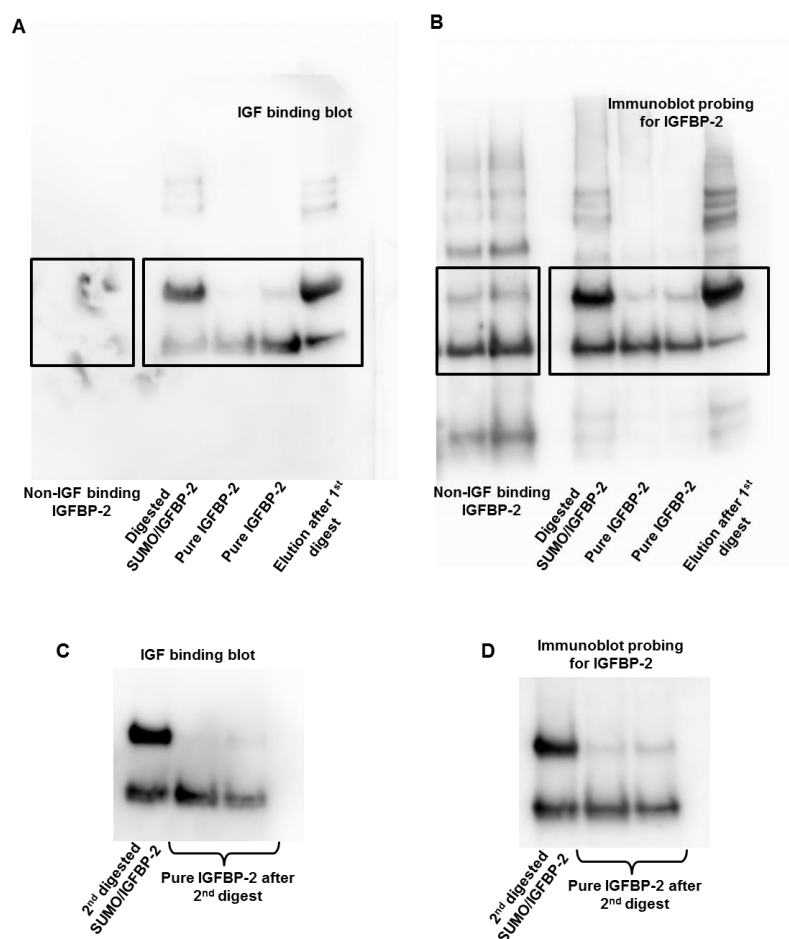 A
B
IGF binding blot
Immunoblot probing
for IGFBP-2
Non-IGF binding
IGFBP-2
Digested
SUMO/IGFBP-2
Pure IGFBP-2
Pure IGFBP-2
Elution after 1st
digest
Non-IGF binding
IGFBP-2
Digested
SUMO/IGFBP-2
Pure IGFBP-2
Pure IGFBP-2
Elution after 1st
digest
C
IGF binding blot
D
Immunoblot probing
for IGFBP-2
2nd digested
SUMO/IGFBP-2
Pure IGFBP-2 after
2nd digest
2nd digested
SUMO/IGFBP-2
Pure IGFBP-2 after
2nd digest